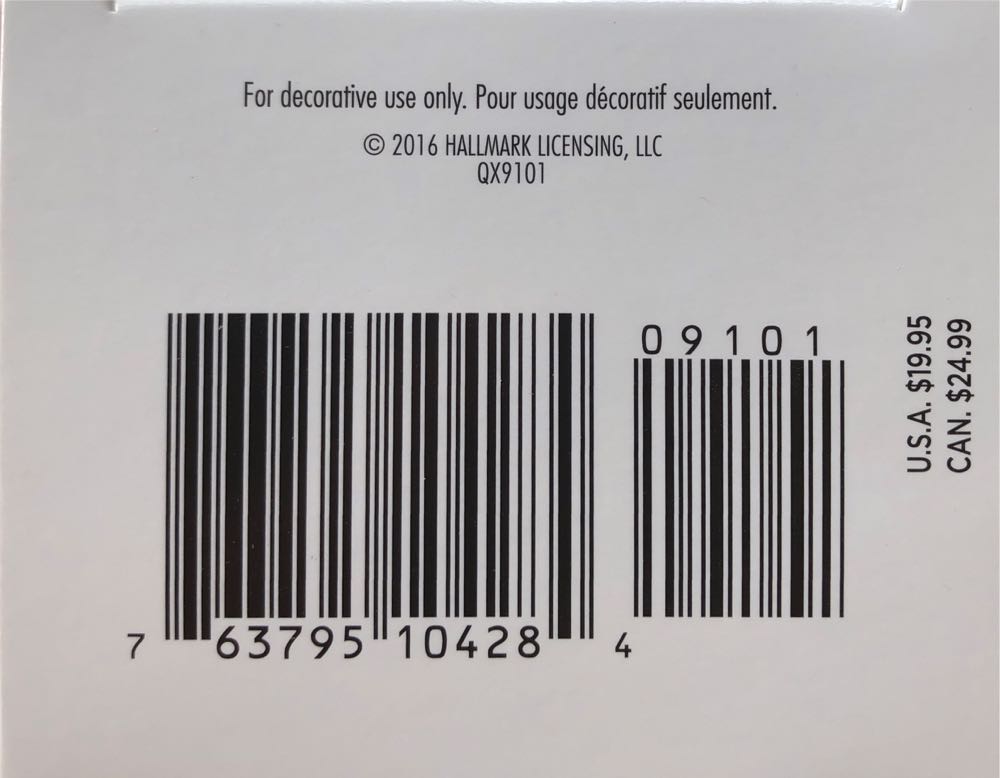 For decorative use only. Pour usage décoratif seulement.
© 2016 HALLMARK LICENSING, LLC
QX9101
09101
7 63795 10428 4
U.S.A. $19.95
CAN. $24.99